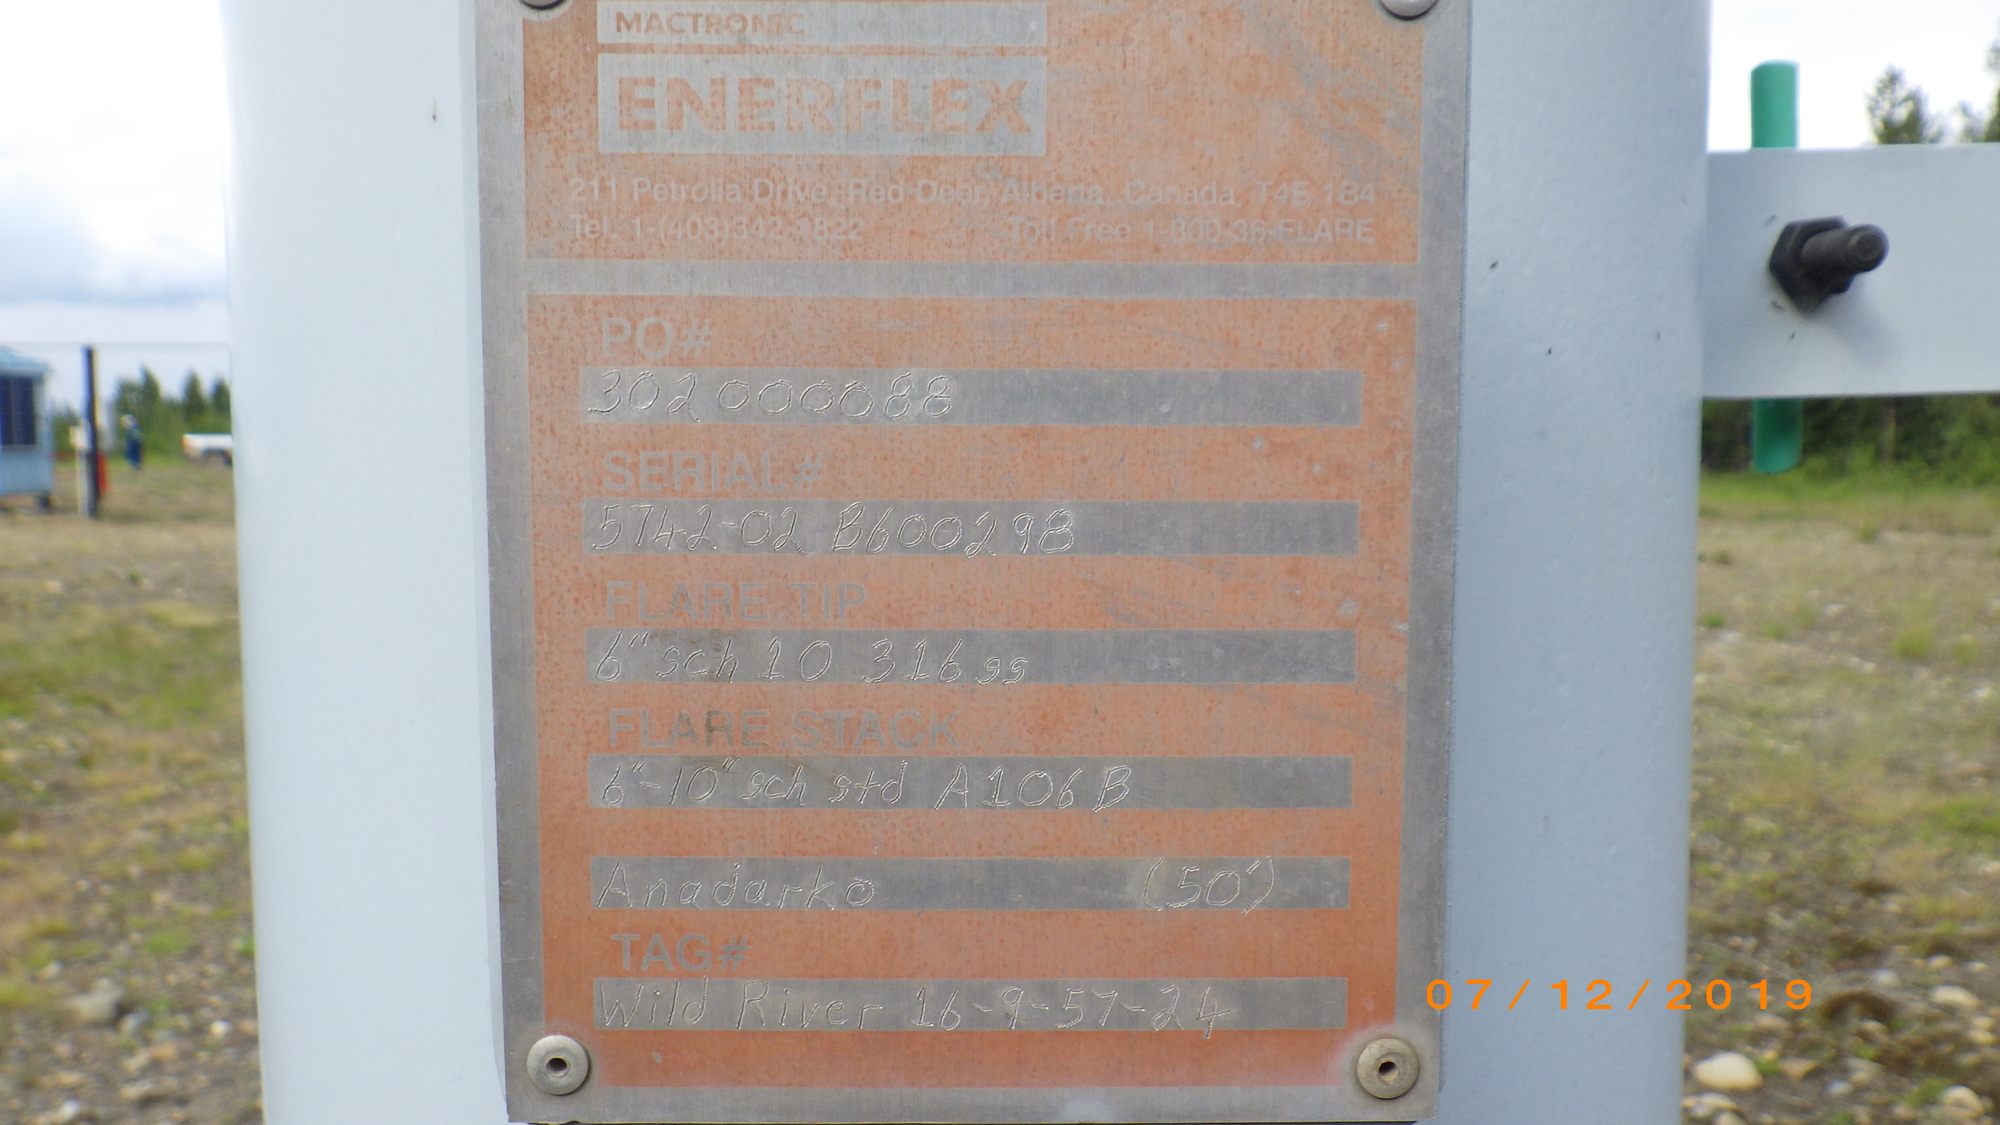 MACTRONIC
ENERFLEX
211 Petrolia Drive, Red Deer, Alberta, Canada, T4E 1B4
Tel. 1-(403)342-1822 Toll Free 1-800-36-FLARE
PO#
302000088
SERIAL#
5742-02 B600298
FLARE TIP
6" sch 10 316 ss
FLARE STACK
6"-10" sch std A106B
Anadarko (50')
TAG#
Wild River 16-9-57-24
07/12/2019